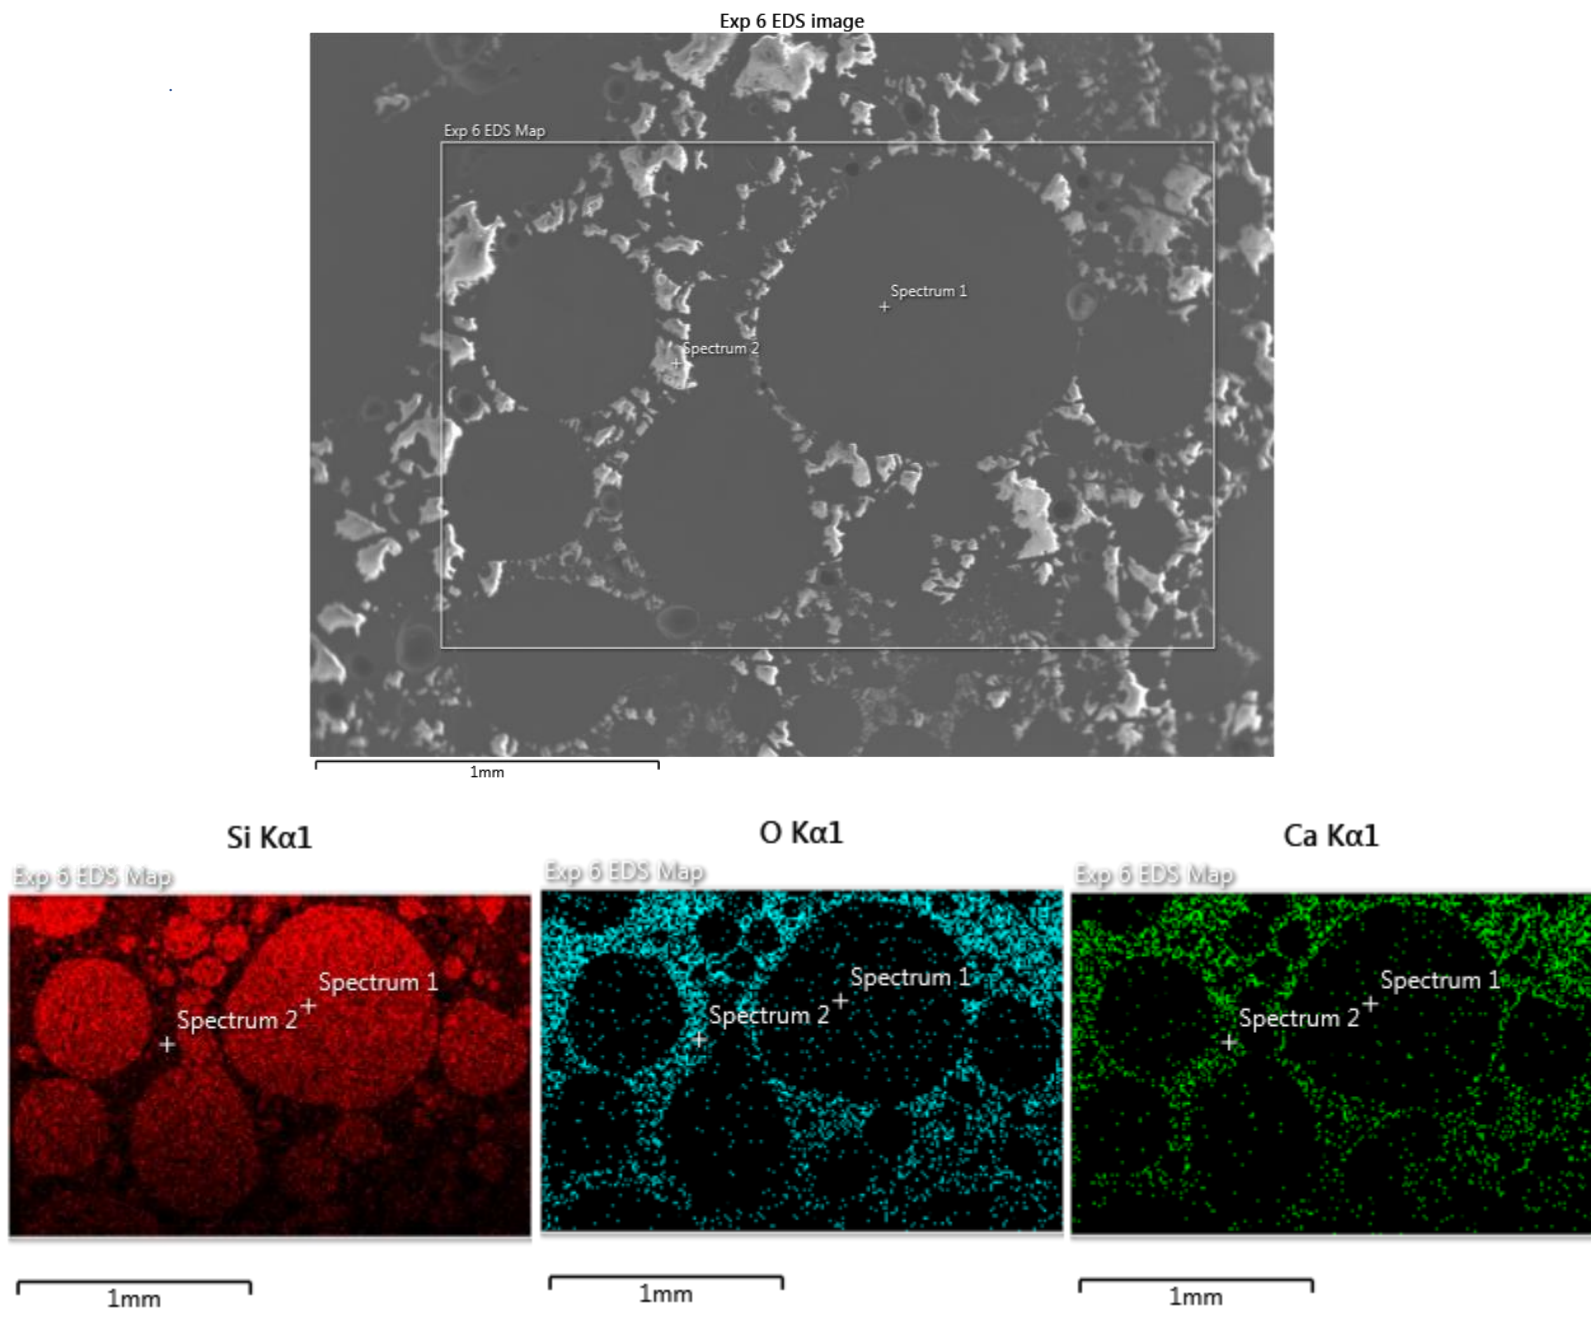 Exp 6 EDS image
Exp 6 EDS Map
Spectrum 1
Spectrum 2
1mm
Si Kα1
O Kα1
Ca Kα1
Exp 6 EDS Map
Exp 6 EDS Map
Exp 6 EDS Map
Spectrum 1
Spectrum 2
Spectrum 1
Spectrum 2
Spectrum 1
Spectrum 2
1mm
1mm
1mm